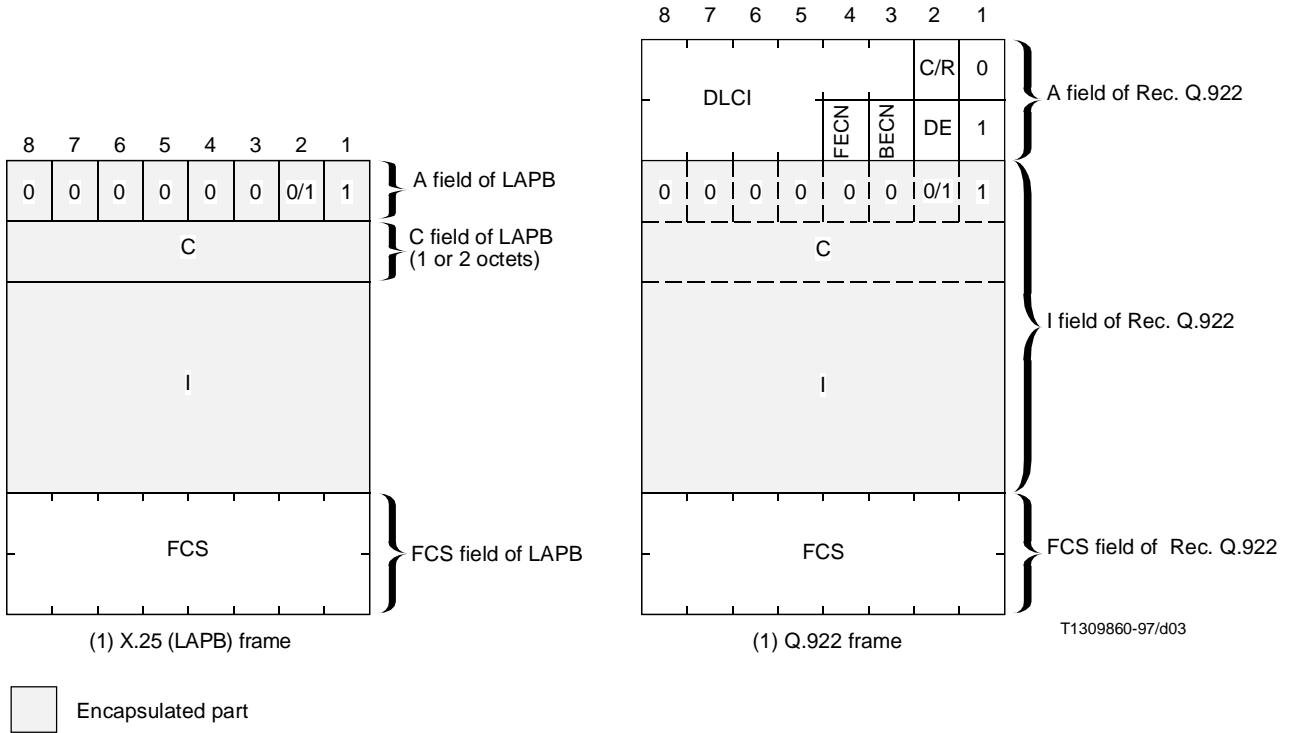 8 7 6 5 4 3 2 1
C/R 0
DLCI
A field of Rec. Q.922
FECN BECN DE 1
8 7 6 5 4 3 2 1
0 0 0 0 0 0 0/1 1
A field of LAPB
0 0 0 0 0 0 0/1 1
C
C field of LAPB
(1 or 2 octets)
C
I field of Rec. Q.922
I
I
FCS
FCS field of LAPB
FCS
FCS field of Rec. Q.922
(1) X.25 (LAPB) frame
(1) Q.922 frame
T1309860-97/d03
Encapsulated part